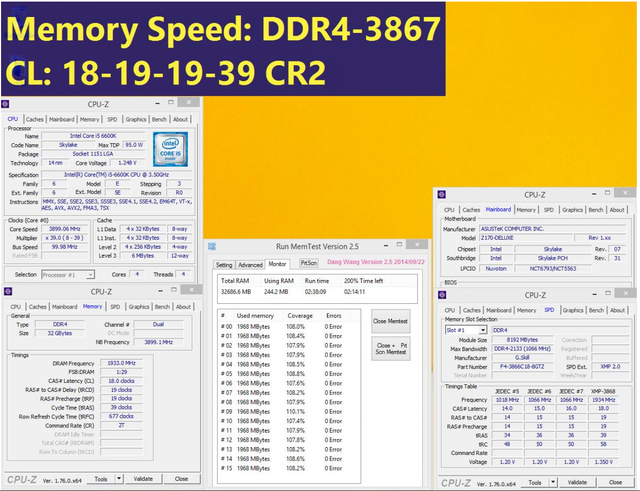 Memory Speed: DDR4-3867
CL: 18-19-19-39 CR2
CPU-Z
CPU Caches Mainboard Memory SPD Graphics Bench About
Processor
Name Intel Core i5 6600K
Code Name Skylake Max TDP 95.0 W
Package Socket 1151 LGA
Technology 14 nm Core Voltage 1.248 V
Specification Intel(R) Core(TM) i5-6600K CPU @ 3.50GHz
Family 6 Model E Stepping 3
Ext. Family 6 Ext. Model 5E Revision R0
Instructions MMX, SSE, SSE2, SSE3, SSSE3, SSE4.1, SSE4.2, EM64T, VT-x,
AES, AVX, AVX2, FMA3, TSX
Clocks (Core #0)
Core Speed 3899.06 MHz
Multiplier x 39.0 ( 8 - 39 )
Bus Speed 99.98 MHz
Rated FSB
Cache
L1 Data 4 x 32 KBytes 8-way
L1 Inst. 4 x 32 KBytes 8-way
Level 2 4 x 256 KBytes 4-way
Level 3 6 MBytes 12-way
Selection Processor #1 Cores 4 Threads 4
intel
CORE i5
CPU-Z
CPU Caches Mainboard Memory SPD Graphics Bench About
General
Type DDR4 Channel # Dual
Size 32 GBytes DC Mode
NB Frequency 3899.1 MHz
Timings
DRAM Frequency 1933.0 MHz
FSB:DRAM 1:29
CAS# Latency (CL) 18.0 clocks
RAS# to CAS# Delay (tRCD) 19 clocks
RAS# Precharge (tRP) 19 clocks
Cycle Time (tRAS) 39 clocks
Row Refresh Cycle Time (tRFC) 677 clocks
Command Rate (CR) 2T
DRAM Idle Timer
Total CAS# (tRDRAM)
Row To Column (tRCD)
CPU-Z Ver. 1.76.0.x64 Tools Validate Close
Run MemTest Version 2.5
Setting Advanced Monitor PrtScn Dang Wang Version 2.5 2014/09/22
Total RAM Using RAM Run time 200% Time left
32686.6 MB 244.2 MB 02:38:09 02:14:11
# Used memory Coverage Errors
# 00 1968 MBytes 108.0% 0 Error
# 01 1968 MBytes 108.4% 0 Error
# 02 1968 MBytes 107.9% 0 Error
# 03 1968 MBytes 107.9% 0 Error
# 04 1968 MBytes 108.5% 0 Error
# 05 1968 MBytes 108.8% 0 Error
# 06 1968 MBytes 107.6% 0 Error
# 07 1968 MBytes 108.2% 0 Error
# 08 1968 MBytes 107.9% 0 Error
# 09 1968 MBytes 110.1% 0 Error
# 10 1968 MBytes 107.4% 0 Error
# 11 1968 MBytes 107.9% 0 Error
# 12 1968 MBytes 107.8% 0 Error
# 13 1968 MBytes 108.2% 0 Error
# 14 1968 MBytes 108.6% 0 Error
# 15 1968 MBytes 108.2% 0 Error
Close Memtest
Close + Prt
Scn Memtest
CPU-Z
CPU Caches Mainboard Memory SPD Graphics Bench About
Motherboard
Manufacturer ASUSTeK COMPUTER INC.
Model Z170-DELUXE Rev 1.xx
Chipset Intel Skylake Rev. 07
Southbridge Intel Skylake PCH Rev. 31
LPCIO Nuvoton NCT6793/NCT5563
BIOS
CPU-Z
CPU Caches Mainboard Memory SPD Graphics Bench About
Memory Slot Selection
Slot #1 DDR4
Module Size 8192 MBytes Correction
Max Bandwidth DDR4-2133 (1066 MHz) Registered
Manufacturer G.Skill Buffered
Part Number F4-3866C18-8GTZ SPD Ext. XMP 2.0
Serial Number Week/Year
Timings Table
JEDEC #5 JEDEC #6 JEDEC #7 XMP-3868
Frequency 1018 MHz 1066 MHz 1066 MHz 1934 MHz
CAS# Latency 14.0 15.0 16.0 18.0
RAS# to CAS# 14 15 15 19
RAS# Precharge 14 15 15 19
tRAS 34 36 36 39
tRC 48 50 50 58
Command Rate
Voltage 1.20 V 1.20 V 1.20 V 1.350 V
CPU-Z Ver. 1.76.0.x64 Tools Validate Close